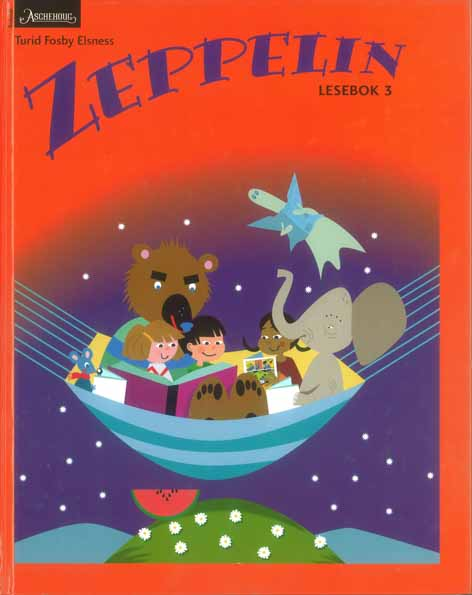 ASCHEHOUG
Turid Fosby Elsness
ZEPPELIN
LESEBOK 3